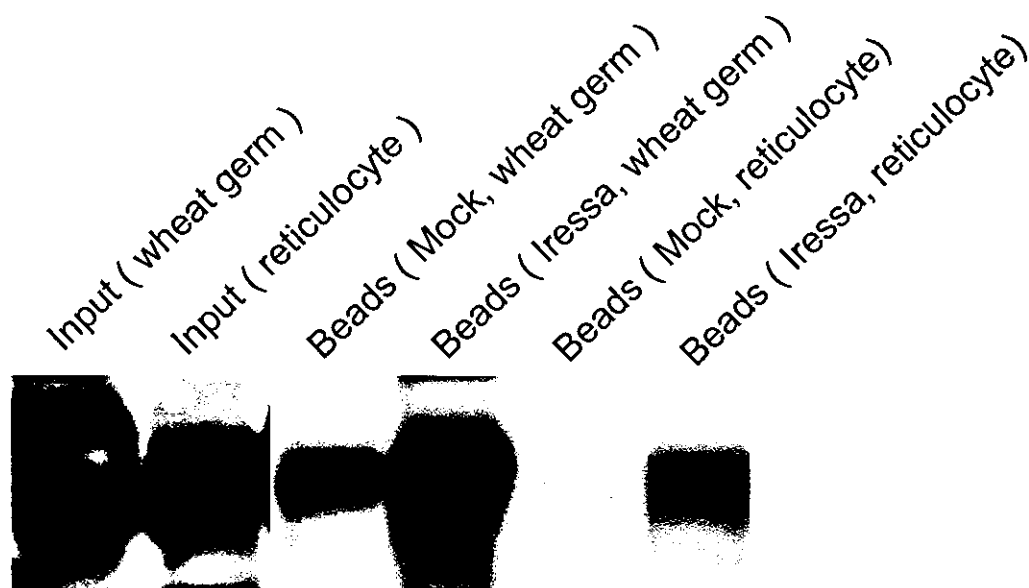 Input ( wheat germ )
Input ( reticulocyte )
Beads ( Mock, wheat germ )
Beads ( Iressa, wheat germ )
Beads ( Mock, reticulocyte)
Beads ( Iressa, reticulocyte)